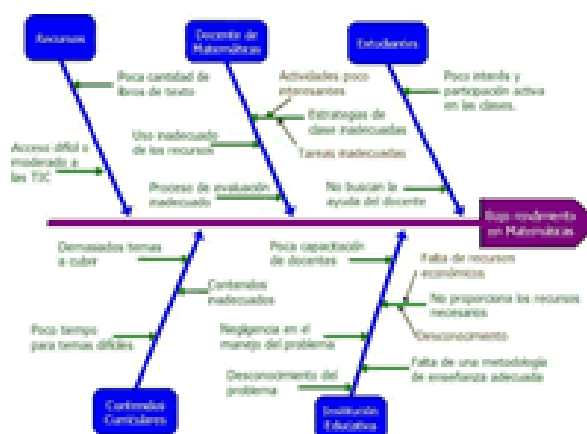 Recursos
Docente de
Matemáticas
Estudiantes
Poca cantidad de
libros de texto
Actividades poco
interesantes
Poco interés y
participación activa
en las clases.
Estrategias de
clase inadecuadas
Uso inadecuado
de los recursos
Tareas inadecuadas
Acceso difícil o
moderado a
las TIC
Proceso de evaluación
inadecuado
No buscan la
ayuda del docente
Bajo rendimiento
en Matemáticas
Demasiados temas
a cubrir
Poca capacitación
de docentes
Falta de recursos
económicos
Contenidos
inadecuados
No proporciona los recursos
necesarios
Poco tiempo
para temas difíciles
Negligencia en el
manejo del problema
Desconocimiento
Desconocimiento del
problema
Falta de una metodología
de enseñanza adecuada
Contenidos
Curriculares
Institución
Educativa